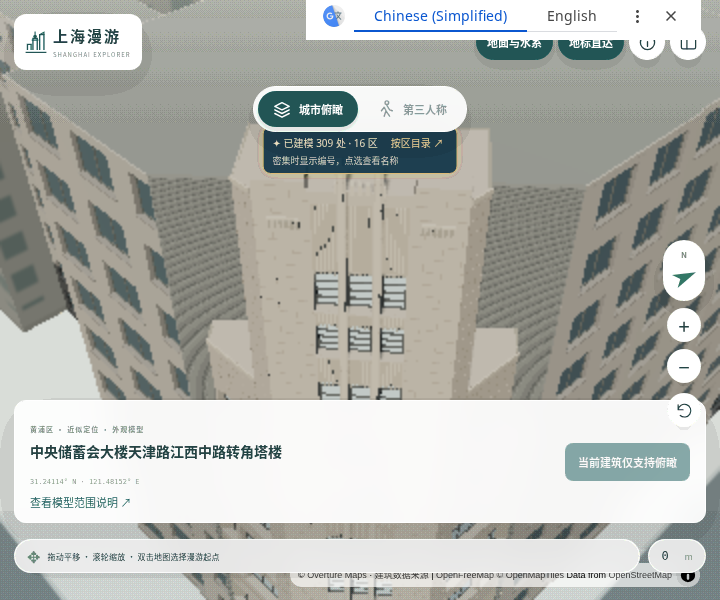 Chinese (Simplified)
English
上海漫游
SHANGHAI EXPLORER
地面与水系
地标直达
城市俯瞰
第三人称
✦ 已建模 309 处 · 16 区 按区目录 ↗
密集时显示编号，点选查看名称
N
+
−
黄浦区 · 近似定位 · 外观模型
中央储蓄会大楼天津路江西中路转角塔楼
31.24114° N · 121.48152° E
查看模型范围说明 ↗
当前建筑仅支持俯瞰
拖动平移 · 滚轮缩放 · 双击地图选择漫游起点
0 m
© Overture Maps · 建筑数据来源 | OpenFreeMap © OpenMapTiles Data from OpenStreetMap